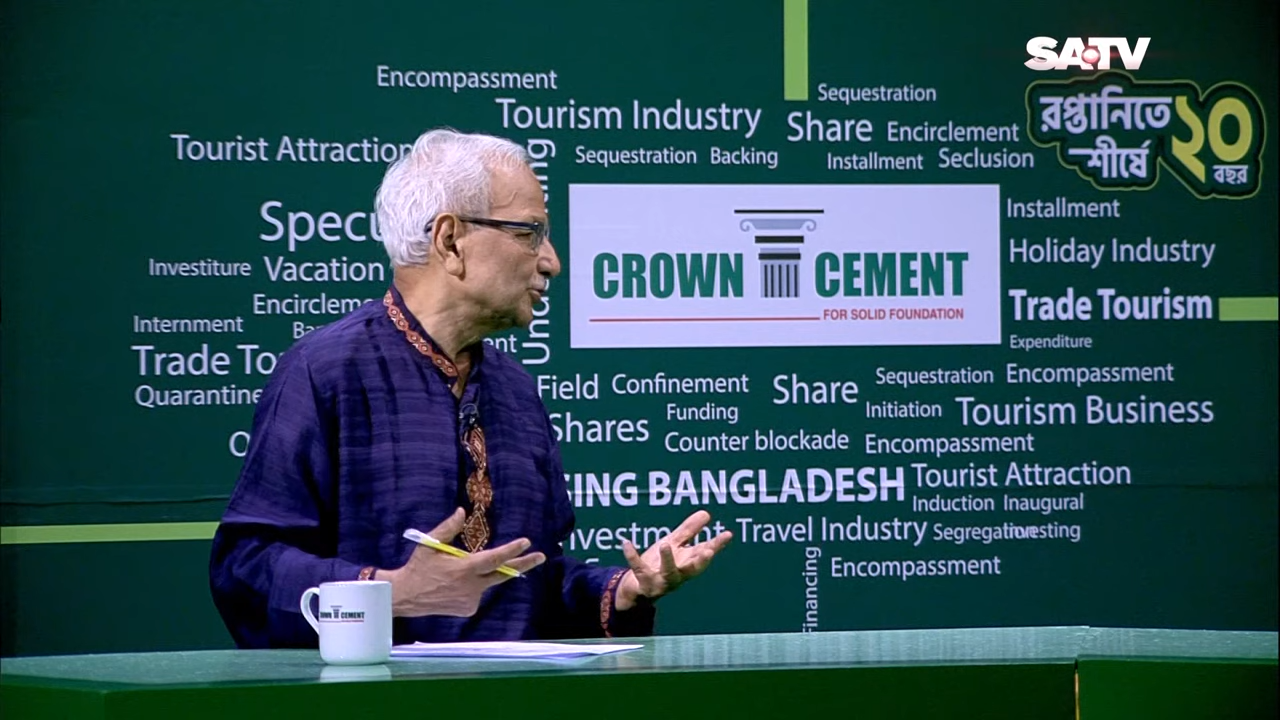 SATV
Encompassment
Sequestration
Tourism Industry
Share
Encirclement
রপ্তানিতে
শীর্ষে
২০
বছর
Tourist Attraction
Sequestration
Backing
Installment
Seclusion
Installment
Investiture
Vacation
CROWN CEMENT
FOR SOLID FOUNDATION
Holiday Industry
Internment
Trade Tourism
Expenditure
Trade
Quarantine
Field
Confinement
Share
Sequestration
Encompassment
Shares
Funding
Initiation
Tourism Business
Counter blockade
Encompassment
BANGLADESH
Tourist Attraction
Induction
Inaugural
Travel Industry
Encompassment
Financing
CEMENT